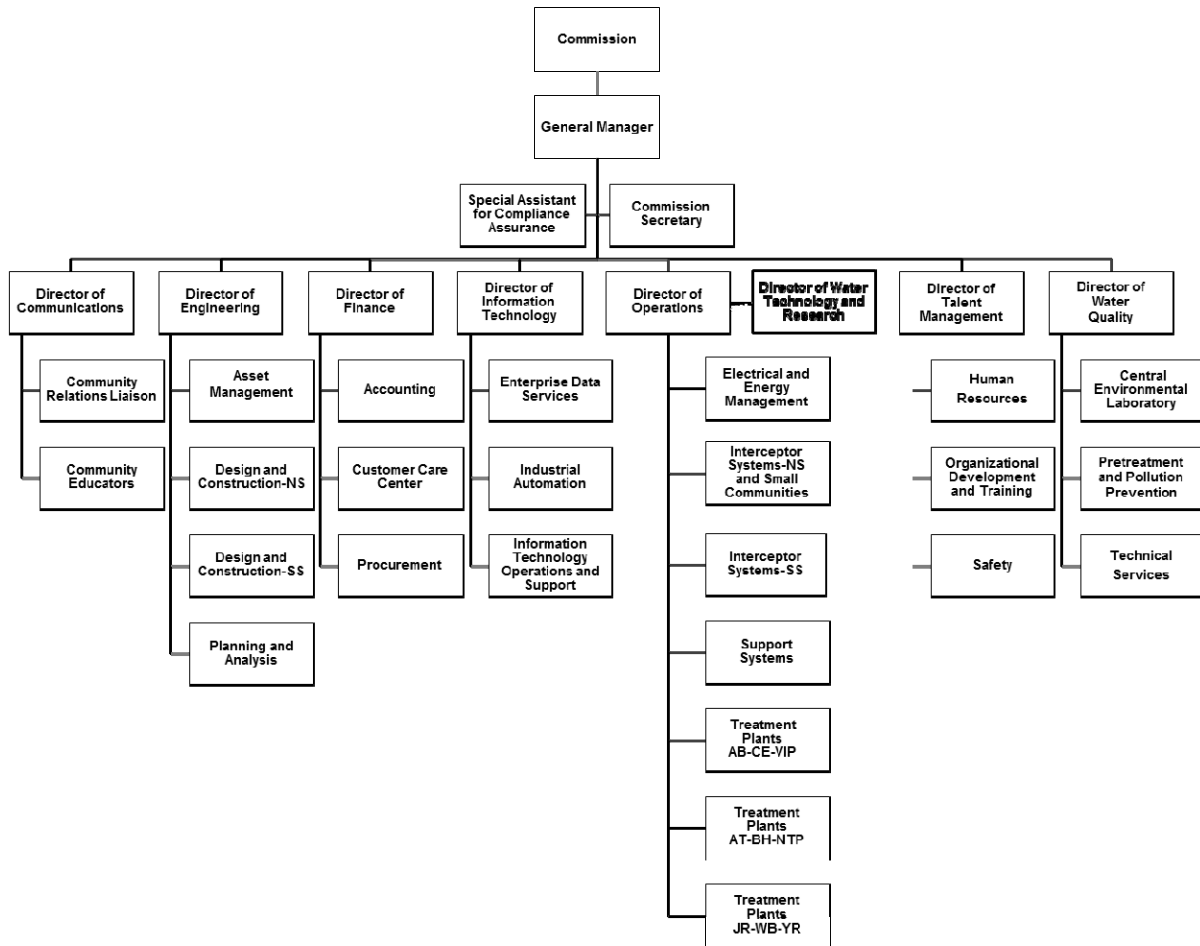 Commission
General Manager
Special Assistant
for Compliance
Assurance
Commission
Secretary
Director of
Communications
Director of
Engineering
Director of
Finance
Director of
Information
Technology
Director of
Operations
Director of Water
Technology and
Research
Director of
Talent
Management
Director of
Water
Quality
Community
Relations Liaison
Community
Educators
Asset
Management
Design and
Construction-NS
Design and
Construction-SS
Planning and
Analysis
Accounting
Customer Care
Center
Procurement
Enterprise Data
Services
Industrial
Automation
Information
Technology
Operations and
Support
Electrical and
Energy
Management
Interceptor
Systems-NS
and Small
Communities
Interceptor
Systems-SS
Support
Systems
Treatment
Plants
AB-CE-VIP
Treatment
Plants
AT-BH-NTP
Treatment
Plants
JR-WB-YR
Human
Resources
Organizational
Development
and Training
Safety
Central
Environmental
Laboratory
Pretreatment
and Pollution
Prevention
Technical
Services